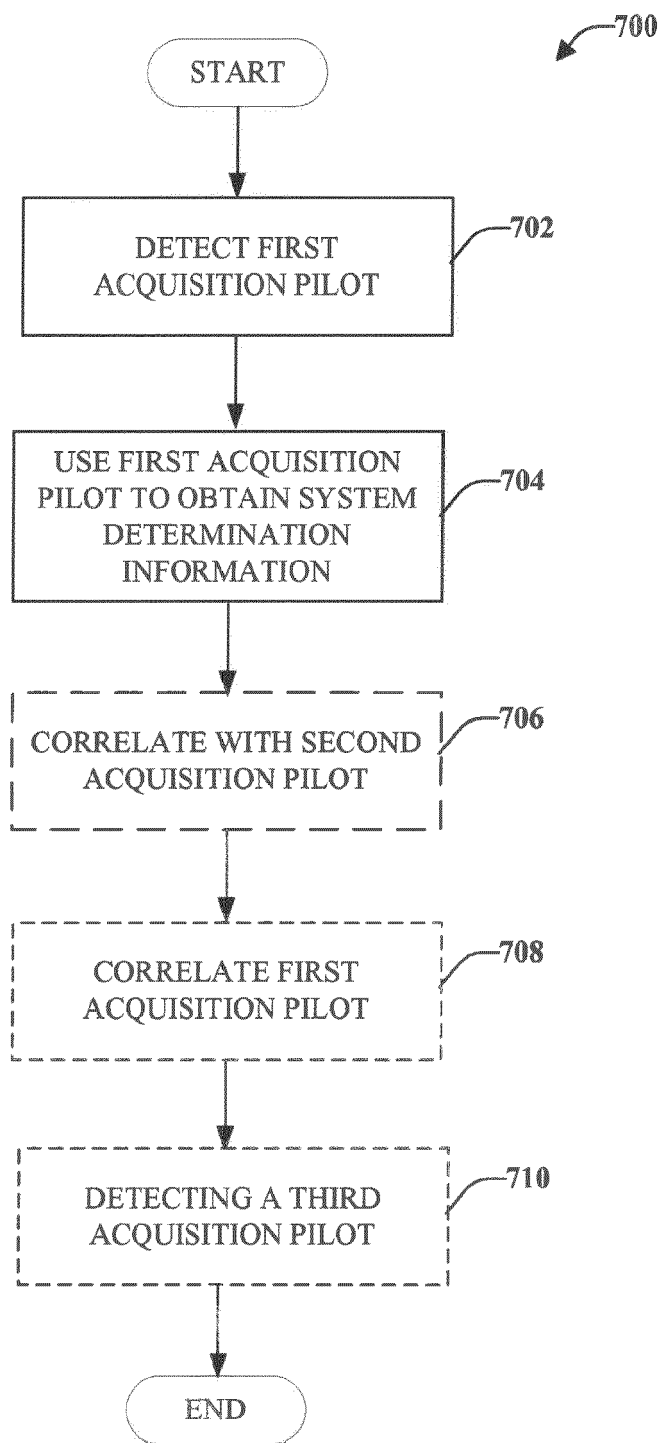 700
START
702
DETECT FIRST
ACQUISITION PILOT
USE FIRST ACQUISITION
PILOT TO OBTAIN SYSTEM
DETERMINATION
INFORMATION
704
CORRELATE WITH SECOND
ACQUISITION PILOT
706
CORRELATE FIRST
ACQUISITION PILOT
708
DETECTING A THIRD
ACQUISITION PILOT
710
END